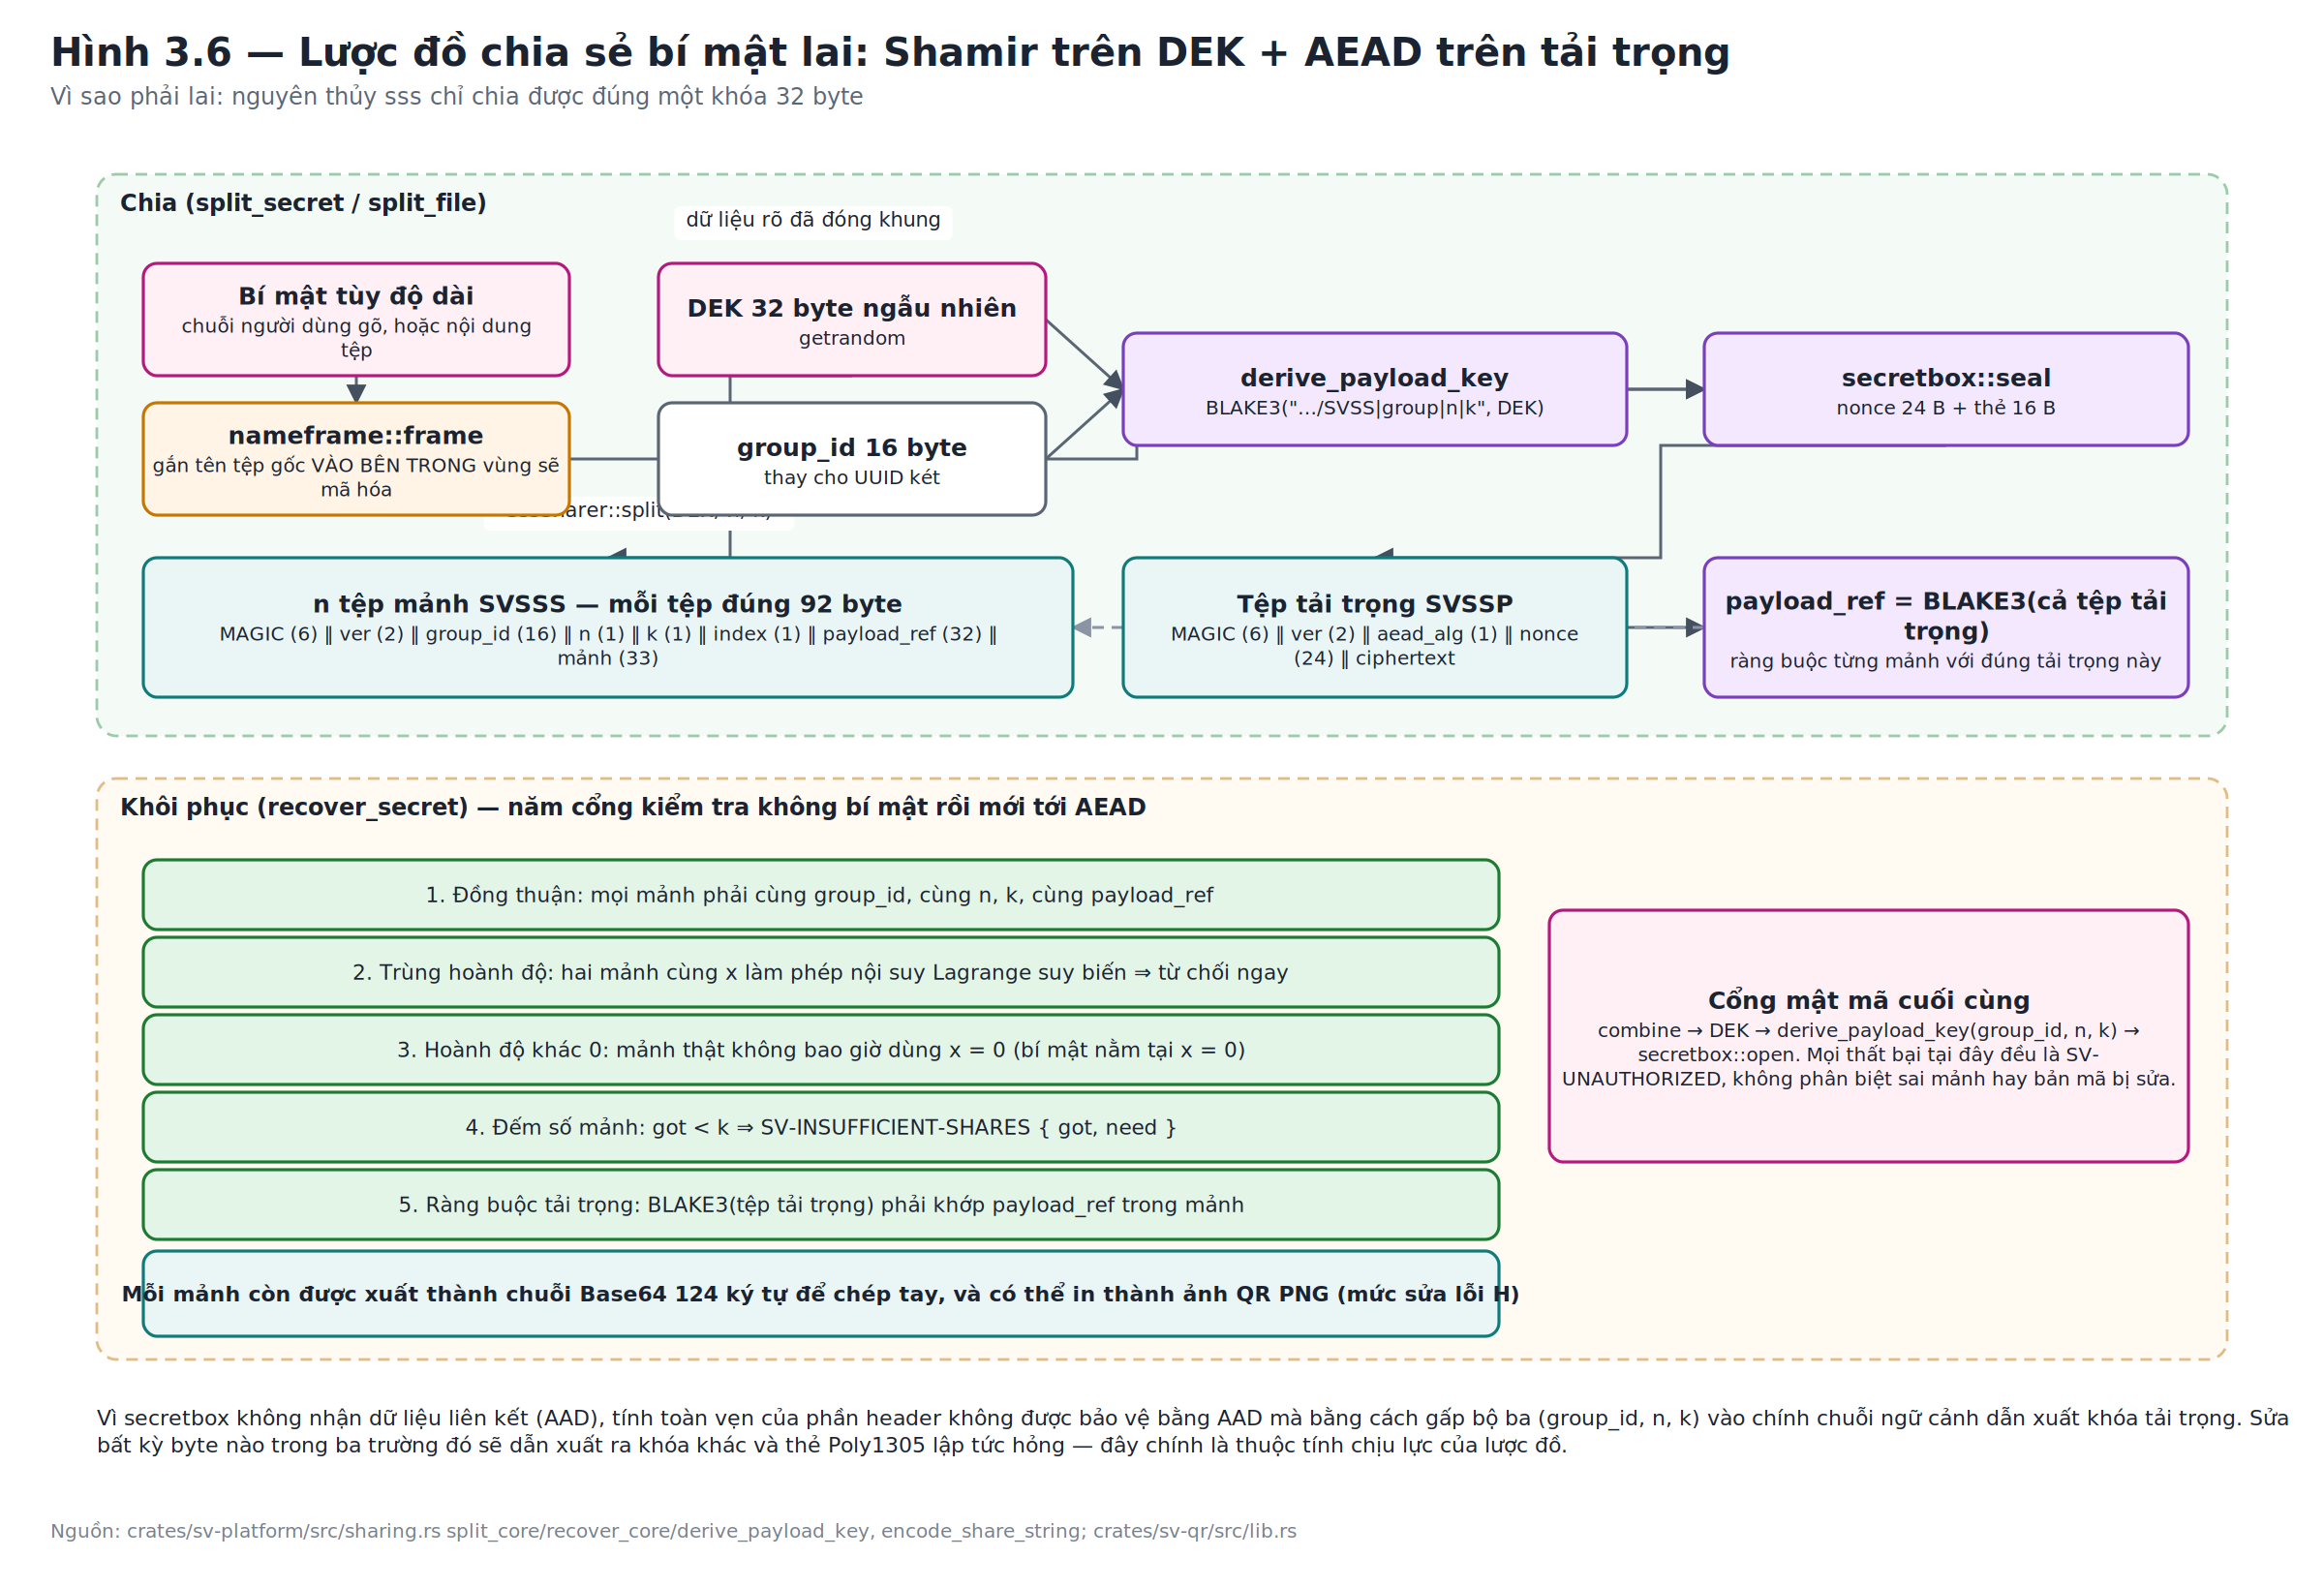 Hình 3.6 — Lược đồ chia sẻ bí mật lai: Shamir trên DEK + AEAD trên tải trọng
Vì sao phải lai: nguyên thủy sss chỉ chia được đúng một khóa 32 byte
Chia (split_secret / split_file)
dữ liệu rõ đã đóng khung
Bí mật tùy độ dài
chuỗi người dùng gõ, hoặc nội dung
tệp
DEK 32 byte ngẫu nhiên
getrandom
derive_payload_key
BLAKE3("…/SVSS|group|n|k", DEK)
secretbox::seal
nonce 24 B + thẻ 16 B
nameframe::frame
gắn tên tệp gốc VÀO BÊN TRONG vùng sẽ
mã hóa
group_id 16 byte
thay cho UUID két
n tệp mảnh SVSSS — mỗi tệp đúng 92 byte
MAGIC (6) ‖ ver (2) ‖ group_id (16) ‖ n (1) ‖ k (1) ‖ index (1) ‖ payload_ref (32) ‖
mảnh (33)
Tệp tải trọng SVSSP
MAGIC (6) ‖ ver (2) ‖ aead_alg (1) ‖ nonce
(24) ‖ ciphertext
payload_ref = BLAKE3(cả tệp tải
trọng)
ràng buộc từng mảnh với đúng tải trọng này
Khôi phục (recover_secret) — năm cổng kiểm tra không bí mật rồi mới tới AEAD
1. Đồng thuận: mọi mảnh phải cùng group_id, cùng n, k, cùng payload_ref
2. Trùng hoành độ: hai mảnh cùng x làm phép nội suy Lagrange suy biến ⇒ từ chối ngay
3. Hoành độ khác 0: mảnh thật không bao giờ dùng x = 0 (bí mật nằm tại x = 0)
4. Đếm số mảnh: got < k ⇒ SV-INSUFFICIENT-SHARES { got, need }
5. Ràng buộc tải trọng: BLAKE3(tệp tải trọng) phải khớp payload_ref trong mảnh
Mỗi mảnh còn được xuất thành chuỗi Base64 124 ký tự để chép tay, và có thể in thành ảnh QR PNG (mức sửa lỗi H)
Cổng mật mã cuối cùng
combine → DEK → derive_payload_key(group_id, n, k) →
secretbox::open. Mọi thất bại tại đây đều là SV-
UNAUTHORIZED, không phân biệt sai mảnh hay bản mã bị sửa.
Vì secretbox không nhận dữ liệu liên kết (AAD), tính toàn vẹn của phần header không được bảo vệ bằng AAD mà bằng cách gấp bộ ba (group_id, n, k) vào chính chuỗi ngữ cảnh dẫn xuất khóa tải trọng. Sửa
bất kỳ byte nào trong ba trường đó sẽ dẫn xuất ra khóa khác và thẻ Poly1305 lập tức hỏng — đây chính là thuộc tính chịu lực của lược đồ.
Nguồn: crates/sv-platform/src/sharing.rs split_core/recover_core/derive_payload_key, encode_share_string; crates/sv-qr/src/lib.rs